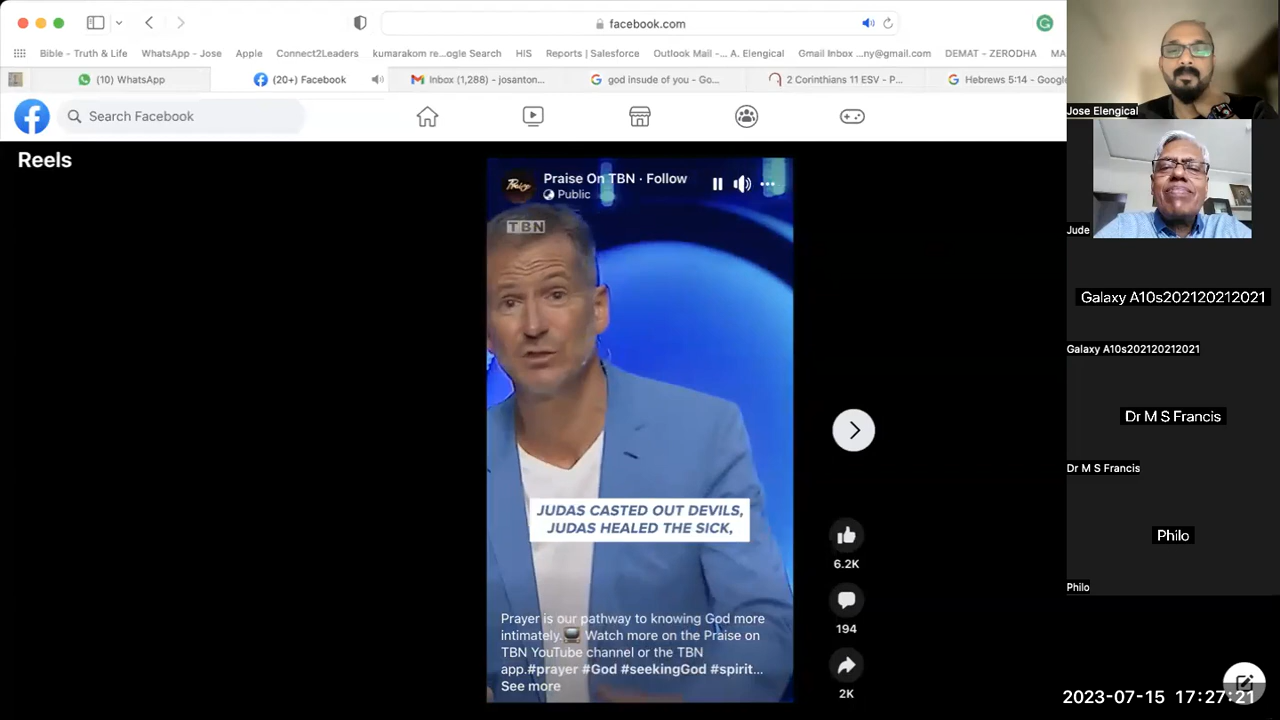 facebook.com
Bible - Truth & Life
WhatsApp - Jose
Apple
Connect2Leaders
kumarakom re...ogle Search
HIS
Reports | Salesforce
Outlook Mail -... A. Elengical
Gmail Inbox ...ny@gmail.com
DEMAT - ZERODHA
MA
(10) WhatsApp
(20+) Facebook
Inbox (1,288) - josanton...
god insude of you - Go...
2 Corinthians 11 ESV - P...
Hebrews 5:14 - Google
Search Facebook
Reels
Praise On TBN · Follow
Public
TBN
JUDAS CASTED OUT DEVILS,
JUDAS HEALED THE SICK,
Prayer is our pathway to knowing God more
intimately. Watch more on the Praise on
TBN YouTube channel or the TBN
app.#prayer #God #seekingGod #spirit...
See more
6.2K
194
2K
Jose Elengical
Jude
Galaxy A10s202120212021
Galaxy A10s202120212021
Dr M S Francis
Dr M S Francis
Philo
Philo
2023-07-15 17:27:21